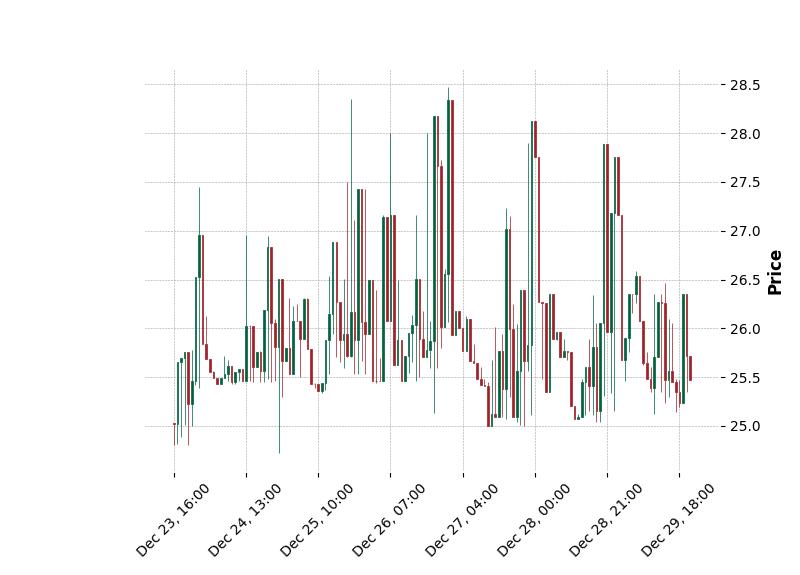 28.5
28.0
27.5
27.0
26.5
26.0
25.5
25.0
Price
Dec 23, 16:00
Dec 24, 13:00
Dec 25, 10:00
Dec 26, 07:00
Dec 27, 04:00
Dec 28, 00:00
Dec 28, 21:00
Dec 29, 18:00